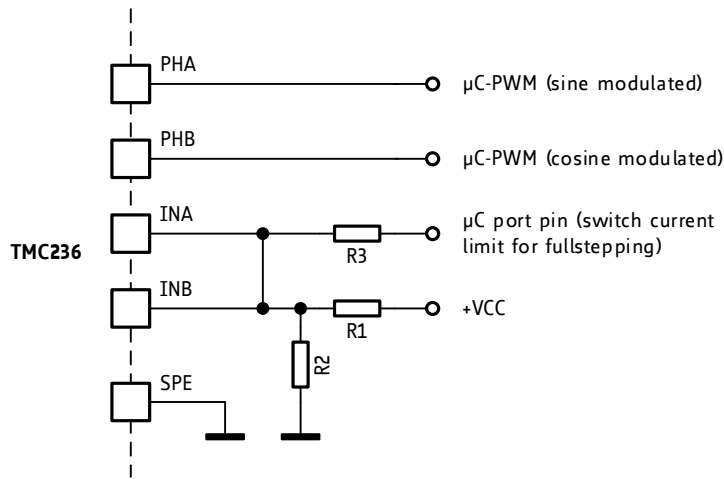 PHA
µC-PWM (sine modulated)
PHB
µC-PWM (cosine modulated)
INA
µC port pin (switch current
limit for fullstepping)
R3
TMC236
INB
+VCC
R1
R2
SPE